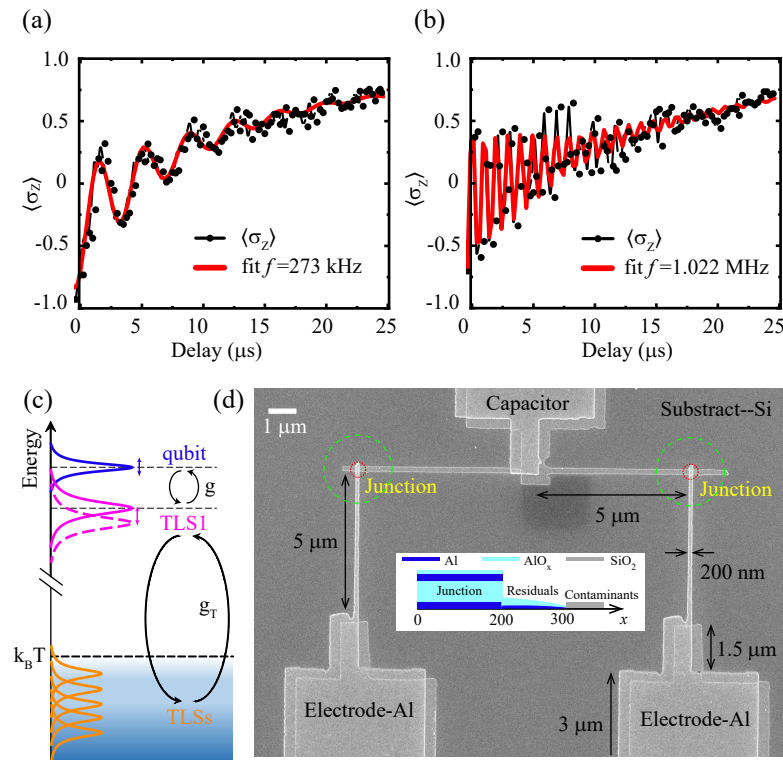 (a)
(b)
1.0
0.5
0
-0.5
-1.0
⟨σZ⟩
⟨σZ⟩
fit f=273 kHz
0 5 10 15 20 25
Delay (μs)
1.0
0.5
0
-0.5
-1.0
⟨σZ⟩
⟨σZ⟩
fit f=1.022 MHz
0 5 10 15 20 25
Delay (μs)
(c)
Energy
qubit
g
TLS1
gT
kBT
TLSs
(d)
1 μm
Capacitor
Substract--Si
Junction
Junction
5 μm
5 μm
200 nm
Al AlOx SiO2
Junction Residuals Contaminants
0 200 300 x
1.5 μm
3 μm
Electrode-Al
Electrode-Al